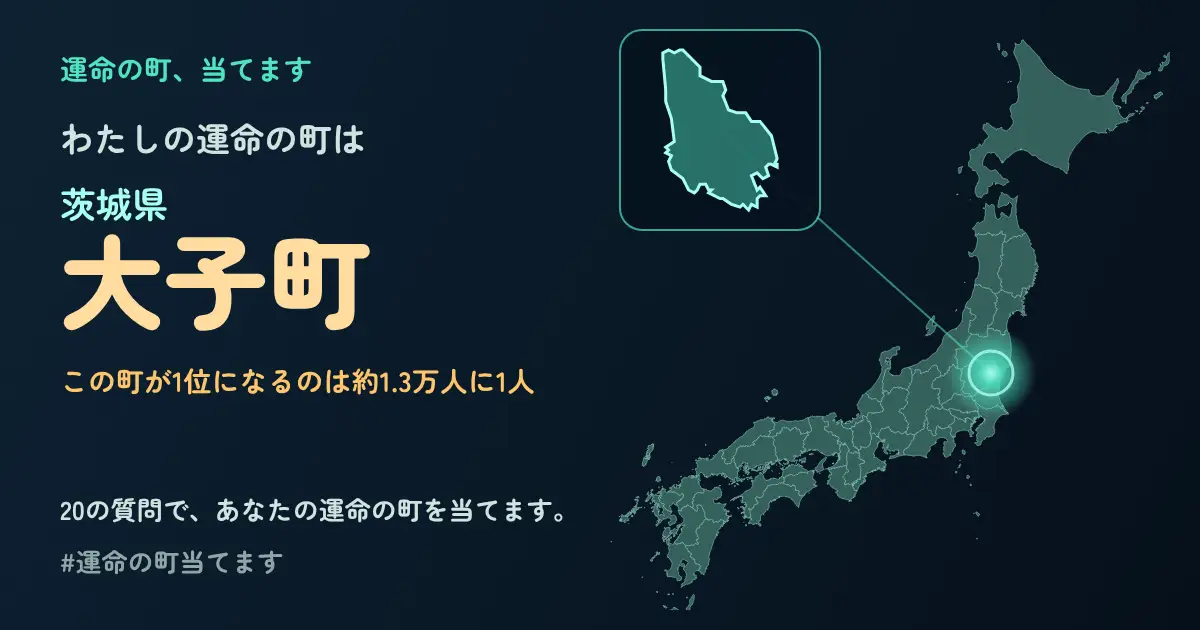 運命の町、当てます
わたしの運命の町は
茨城県
大子町
この町が1位になるのは約1.3万人に1人
20の質問で、あなたの運命の町を当てます。
#運命の町当てます